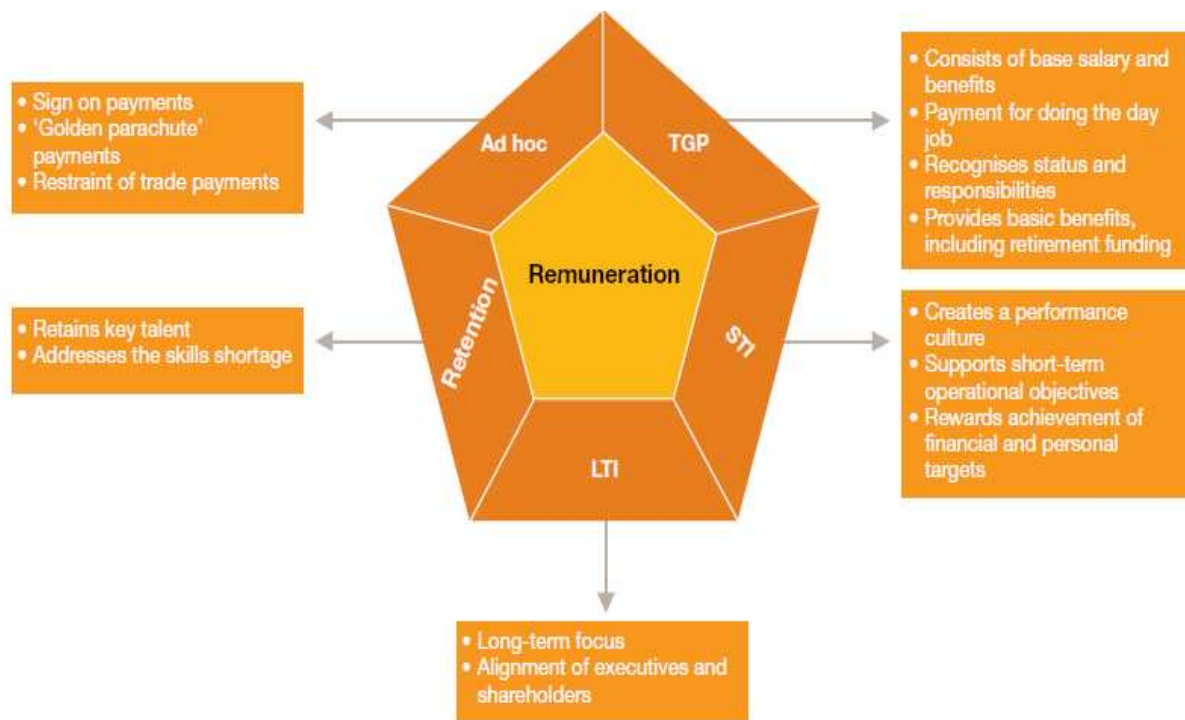 • Sign on payments
• 'Golden parachute'
payments
• Restraint of trade payments
Ad hoc
TGP
• Consists of base salary and
benefits
• Payment for doing the day
job
• Recognises status and
responsibilities
• Provides basic benefits,
including retirement funding
Remuneration
• Retains key talent
• Addresses the skills shortage
Retention
STI
• Creates a performance
culture
• Supports short-term
operational objectives
• Rewards achievement of
financial and personal
targets
LTI
• Long-term focus
• Alignment of executives and
shareholders